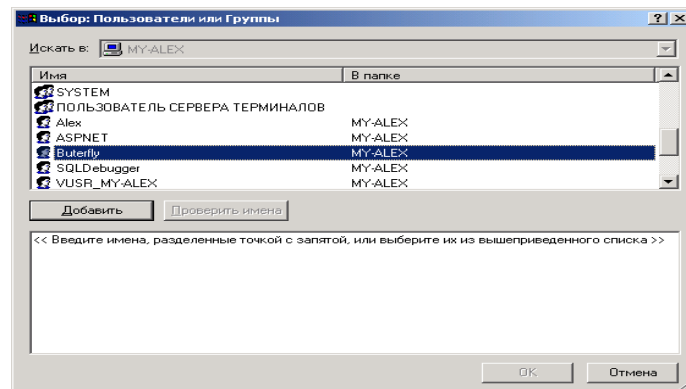 Выбор: Пользователи или Группы
Искать в: MY-ALEX
Имя В папке
SYSTEM
ПОЛЬЗОВАТЕЛЬ СЕРВЕРА ТЕРМИНАЛОВ
Alex MY-ALEX
ASPNET MY-ALEX
Buterfly MY-ALEX
SQLDebugger MY-ALEX
VUSR_MY-ALEX MY-ALEX
Добавить Проверить имена
<< Введите имена, разделенные точкой с запятой, или выберите их из вышеприведенного списка >>
OK Отмена